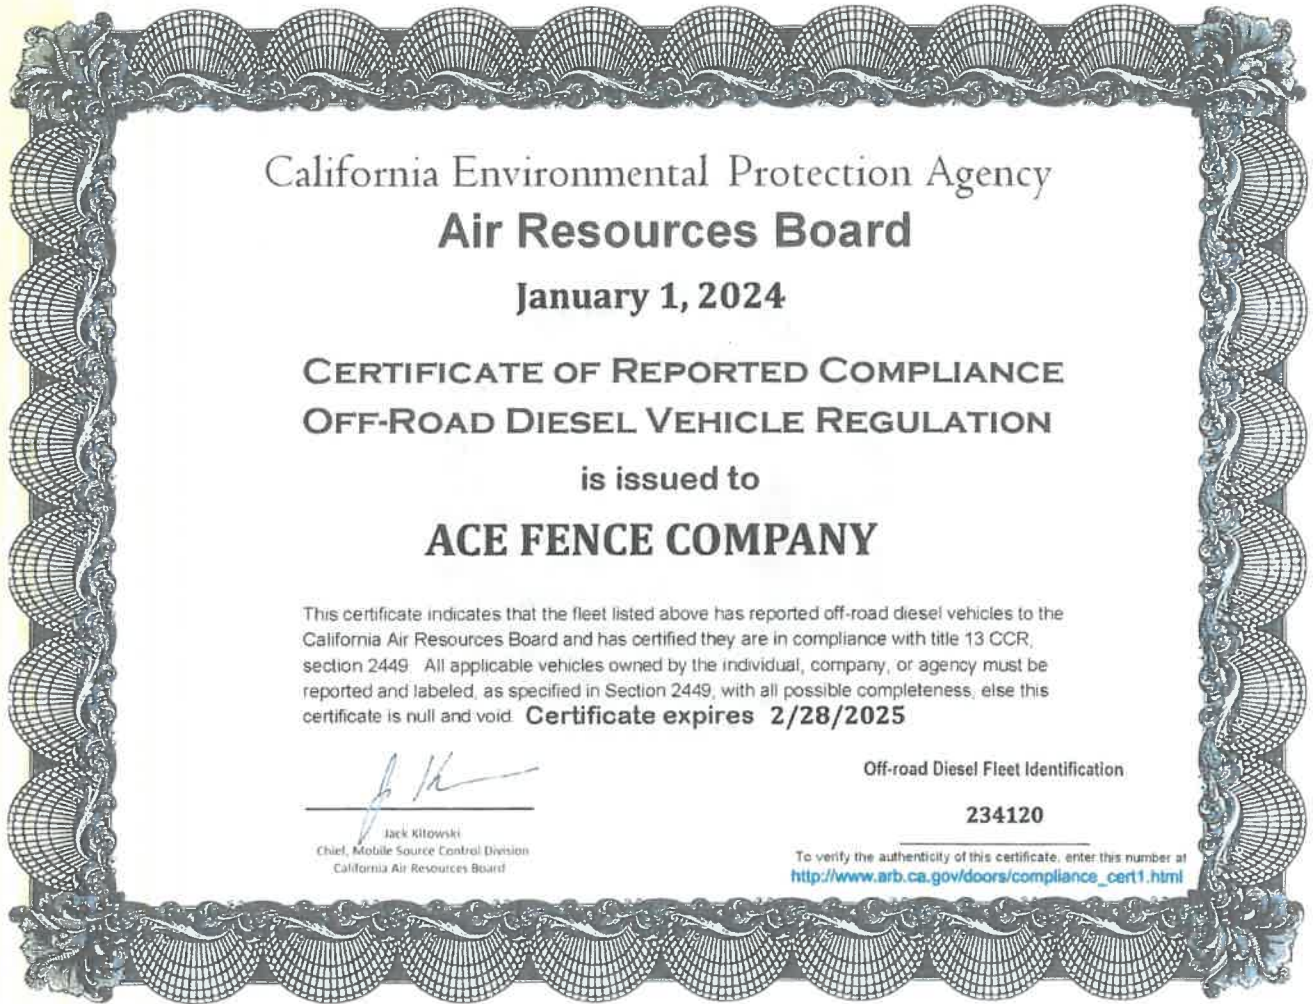 California Environmental Protection Agency
Air Resources Board
January 1, 2024
CERTIFICATE OF REPORTED COMPLIANCE
OFF-ROAD DIESEL VEHICLE REGULATION
is issued to
ACE FENCE COMPANY
This certificate indicates that the fleet listed above has reported off-road diesel vehicles to the
California Air Resources Board and has certified they are in compliance with title 13 CCR,
section 2449. All applicable vehicles owned by the individual, company, or agency must be
reported and labeled, as specified in Section 2449, with all possible completeness, else this
certificate is null and void. Certificate expires 2/28/2025
Jack Kitowski
Chief, Mobile Source Control Division
California Air Resources Board
Off-road Diesel Fleet Identification
234120
To verify the authenticity of this certificate, enter this number at
http://www.arb.ca.gov/doors/compliance_cert1.html